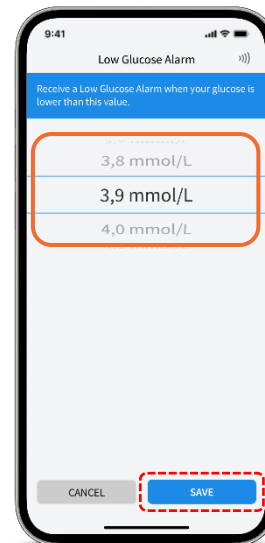 9:41
Low Glucose Alarm
Receive a Low Glucose Alarm when your glucose is
lower than this value.
3,8 mmol/L
3,9 mmol/L
4,0 mmol/L
CANCEL
SAVE